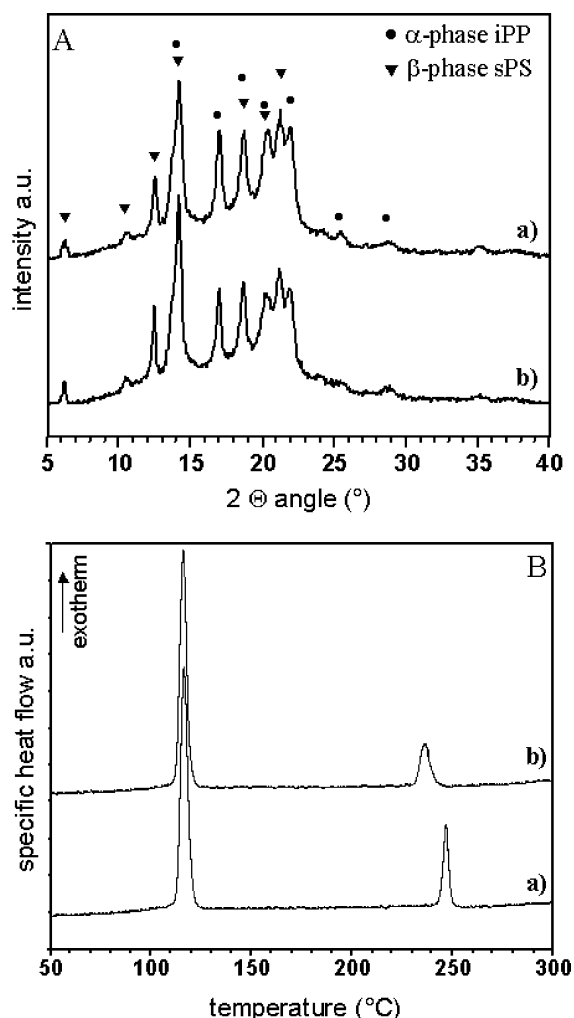 A
● α-phase iPP
▼ β-phase sPS
intensity a.u.
a)
b)
5 10 15 20 25 30 35 40
2 Θ angle (°)
B
exotherm
specific heat flow a.u.
b)
a)
50 100 150 200 250 300
temperature (°C)